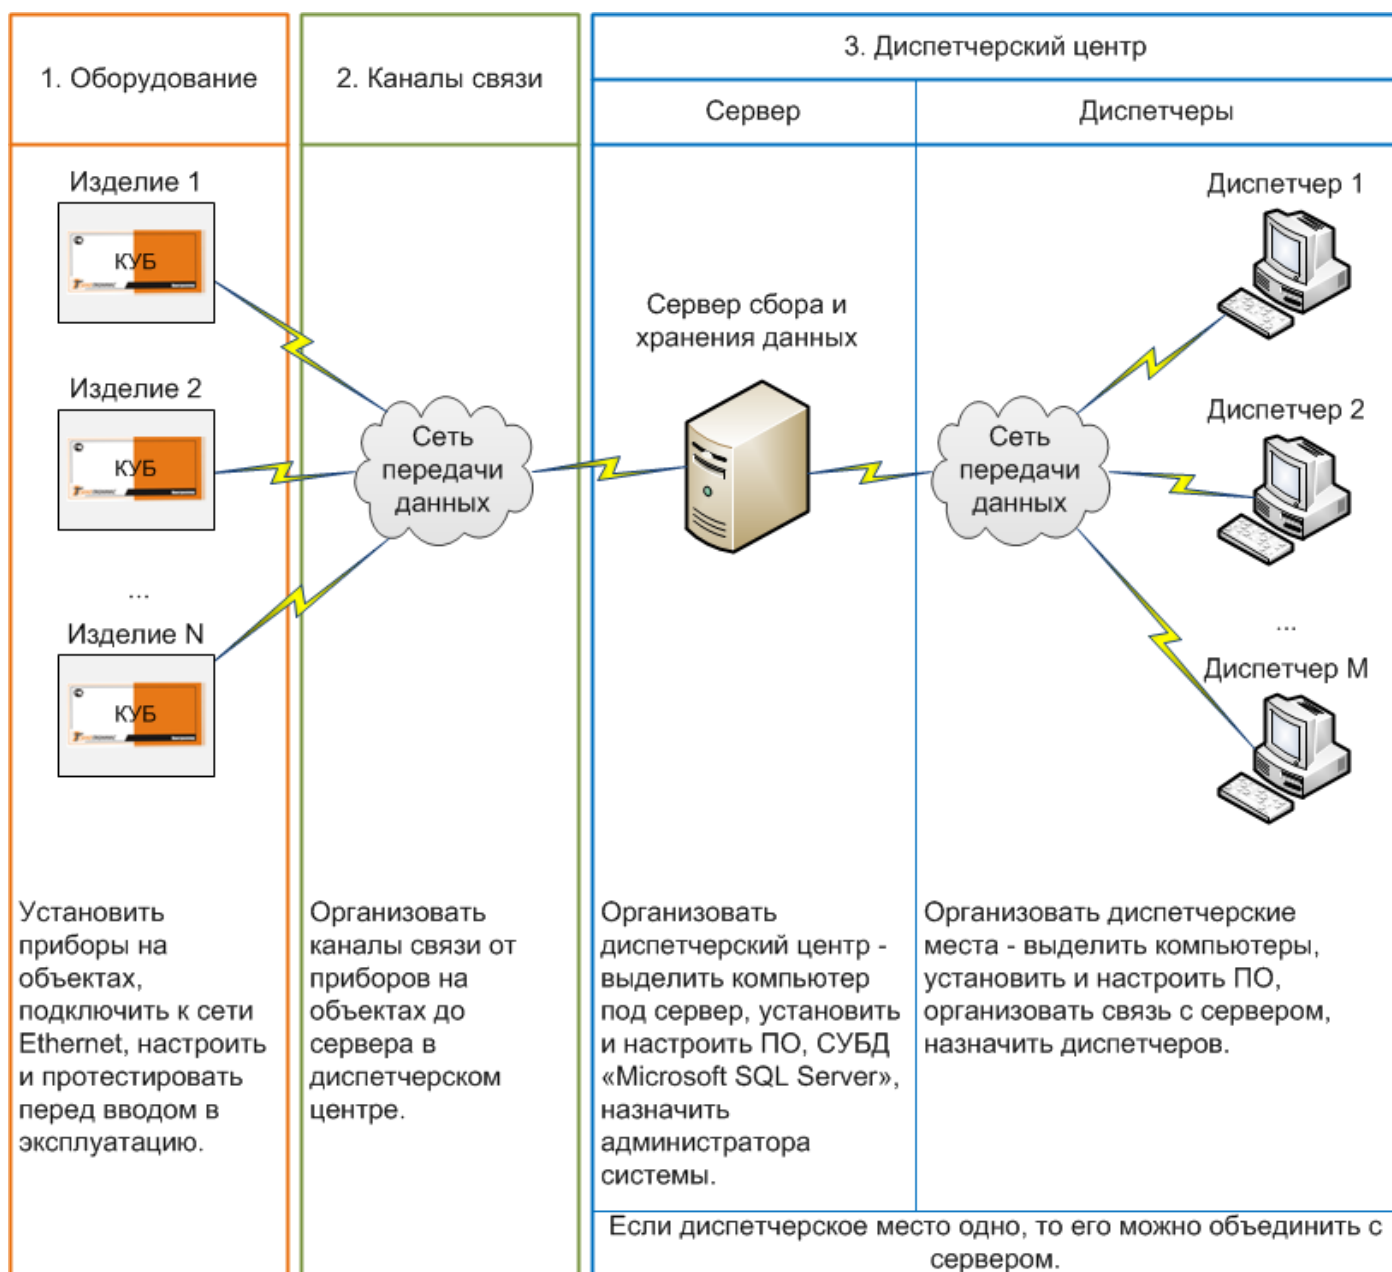 1. Оборудование
2. Каналы связи
3. Диспетчерский центр
Сервер
Диспетчеры
Изделие 1
КУБ
Изделие 2
КУБ
...
Изделие N
КУБ
Сеть
передачи
данных
Сервер сбора и
хранения данных
Сеть
передачи
данных
Диспетчер 1
Диспетчер 2
...
Диспетчер М
Установить
приборы на
объектах,
подключить к сети
Ethernet, настроить
и протестировать
перед вводом в
эксплуатацию.
Организовать
каналы связи от
приборов на
объектах до
сервера в
диспетчерском
центре.
Организовать
диспетчерский центр -
выделить компьютер
под сервер, установить
и настроить ПО, СУБД
«Microsoft SQL Server»,
назначить
администратора
системы.
Организовать диспетчерские
места - выделить компьютеры,
установить и настроить ПО,
организовать связь с сервером,
назначить диспетчеров.
Если диспетчерское место одно, то его можно объединить с
сервером.